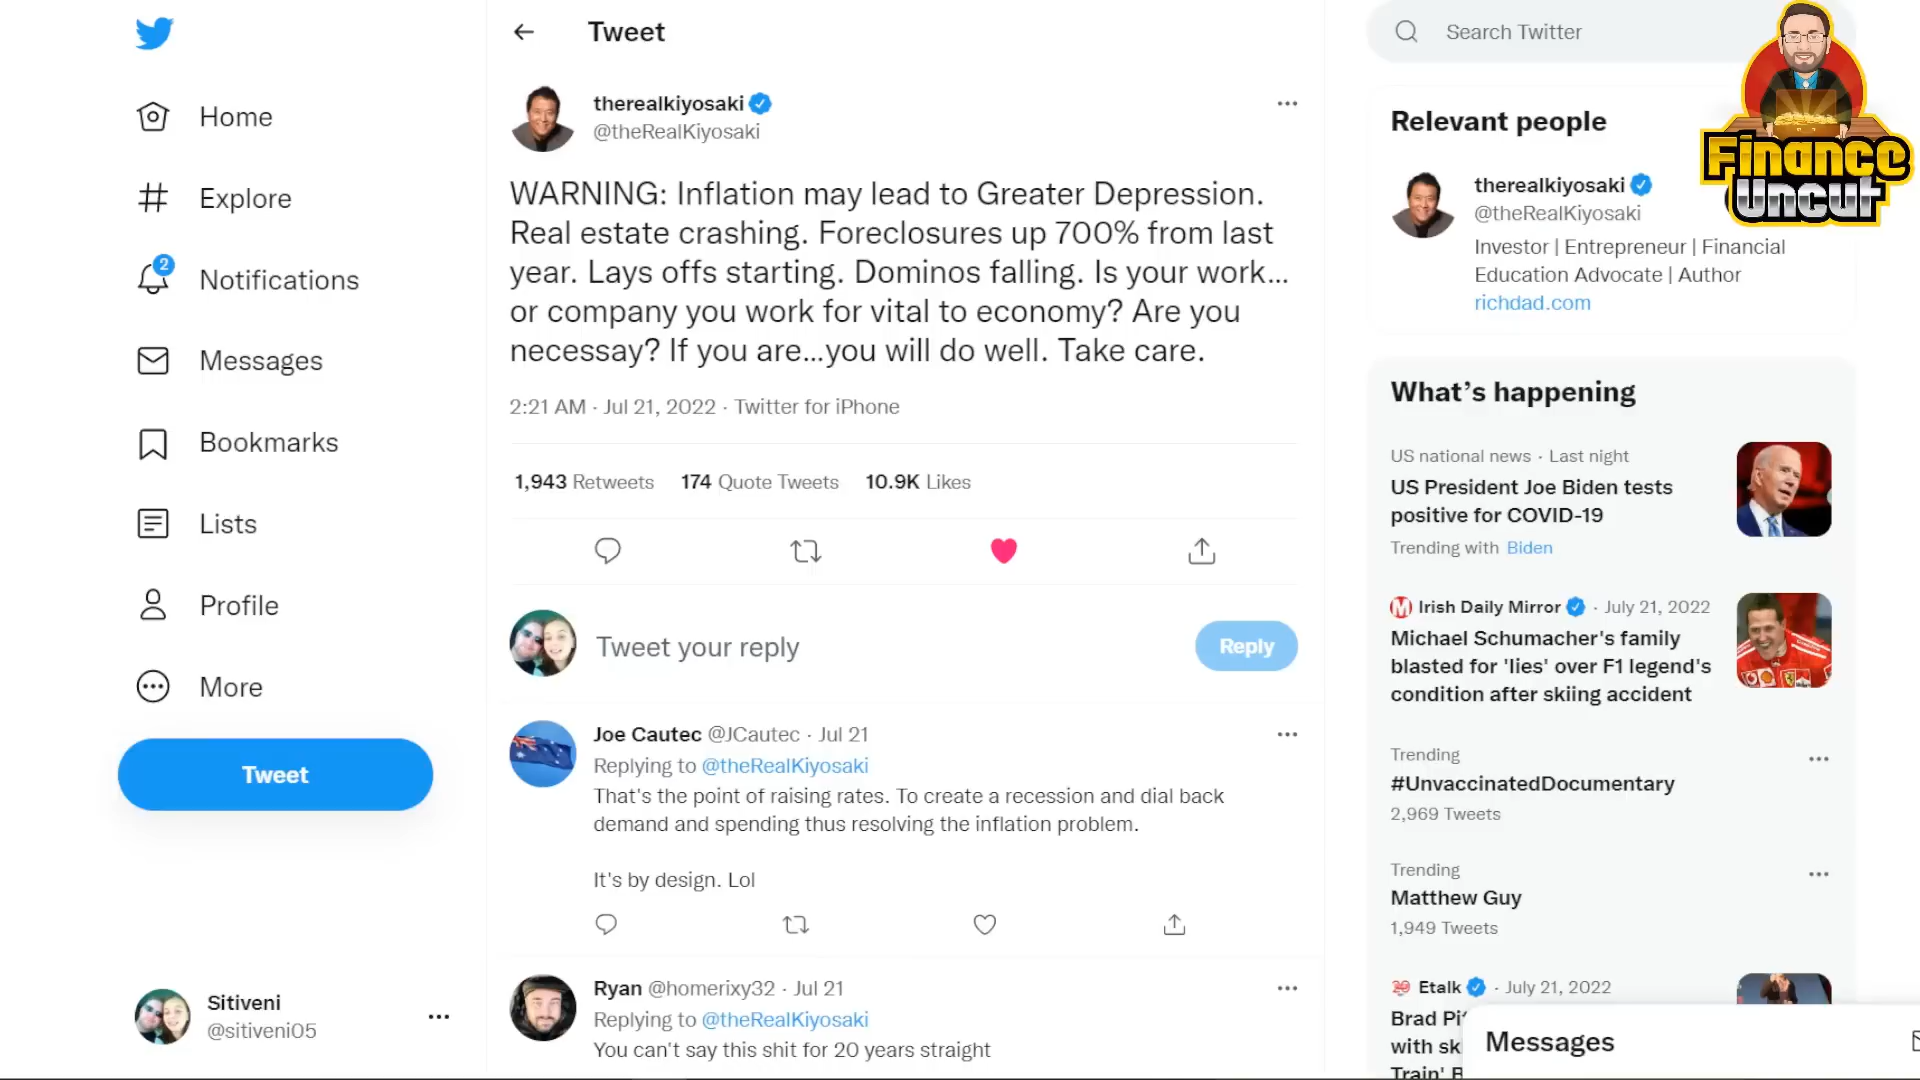 Home
Explore
2
Notifications
Messages
Bookmarks
Lists
Profile
More
Tweet
Sitiveni
@sitiveni05
Tweet
therealkiyosaki
@theRealKiyosaki
WARNING: Inflation may lead to Greater Depression.
Real estate crashing. Foreclosures up 700% from last
year. Lays offs starting. Dominos falling. Is your work...
or company you work for vital to economy? Are you
necessay? If you are...you will do well. Take care.
2:21 AM · Jul 21, 2022 · Twitter for iPhone
1,943 Retweets 174 Quote Tweets 10.9K Likes
Tweet your reply
Reply
Joe Cautec @JCautec · Jul 21
Replying to @theRealKiyosaki
That's the point of raising rates. To create a recession and dial back
demand and spending thus resolving the inflation problem.
It's by design. Lol
Ryan @homerixy32 · Jul 21
Replying to @theRealKiyosaki
You can't say this shit for 20 years straight
Search Twitter
Finance
Uncut
Relevant people
therealkiyosaki
@theRealKiyosaki
Investor | Entrepreneur | Financial
Education Advocate | Author
richdad.com
What's happening
US national news · Last night
US President Joe Biden tests
positive for COVID-19
Trending with Biden
Irish Daily Mirror · July 21, 2022
Michael Schumacher's family
blasted for 'lies' over F1 legend's
condition after skiing accident
Trending
#UnvaccinatedDocumentary
2,969 Tweets
Trending
Matthew Guy
1,949 Tweets
Etalk · July 21, 2022
Brad Pi
with sk
Train' B
Messages